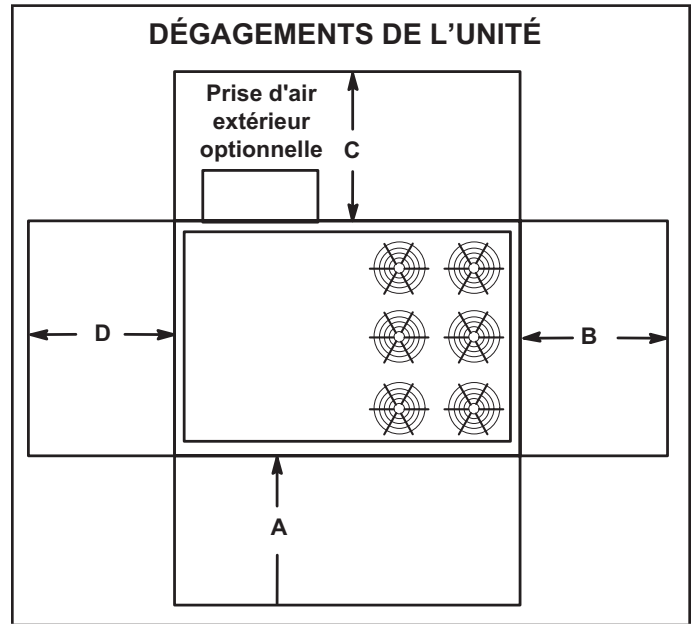 DÉGAGEMENTS DE L’UNITÉ
Prise d'air
extérieur
optionnelle
C
D
B
A